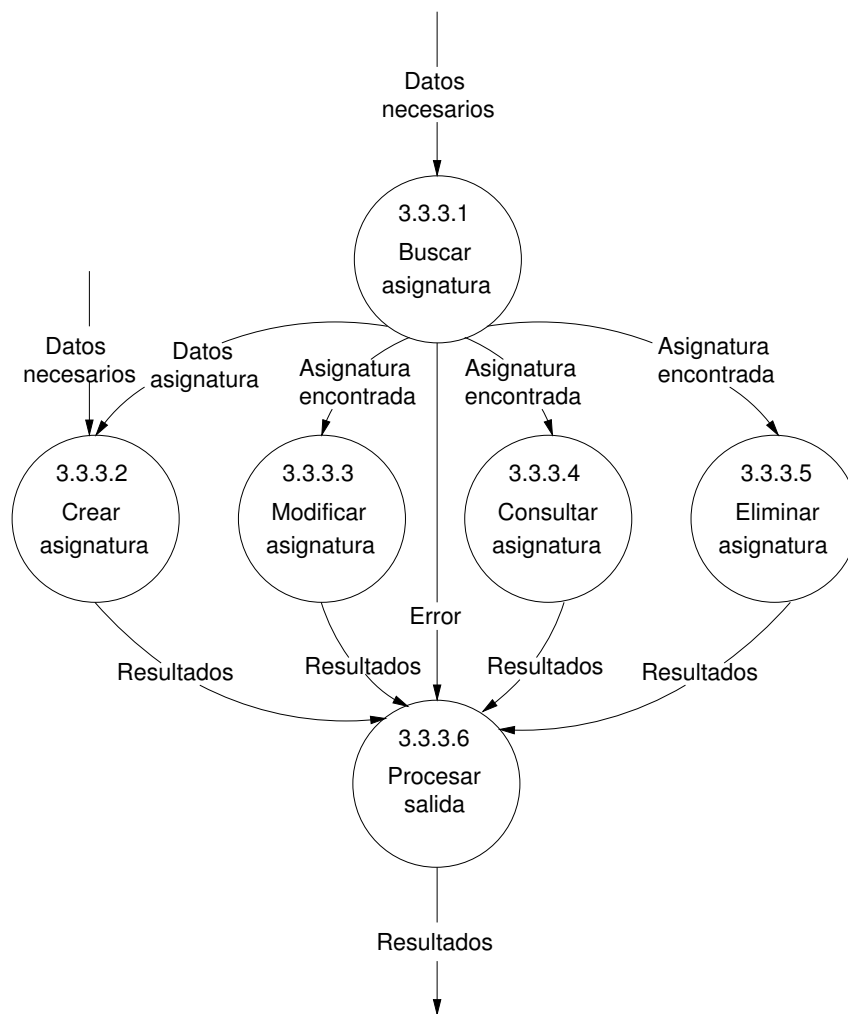 Datos
necesarios
3.3.3.1
Buscar
asignatura
Datos
necesarios
Datos
asignatura
Asignatura
encontrada
Asignatura
encontrada
Asignatura
encontrada
3.3.3.2
Crear
asignatura
3.3.3.3
Modificar
asignatura
3.3.3.4
Consultar
asignatura
3.3.3.5
Eliminar
asignatura
Error
Resultados
Resultados
Resultados
Resultados
3.3.3.6
Procesar
salida
Resultados